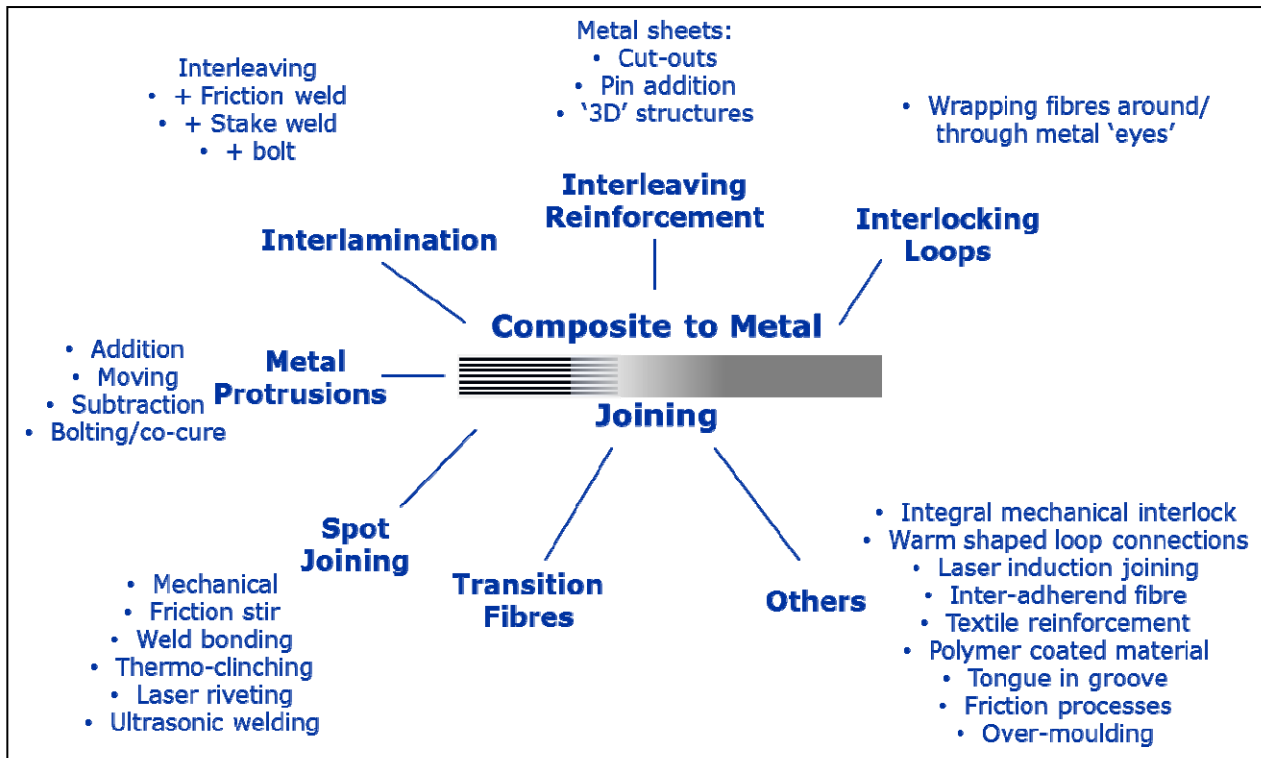 Interleaving
• + Friction weld
• + Stake weld
• + bolt
Interlamination
Metal sheets:
• Cut-outs
• Pin addition
• ‘3D’ structures
Interleaving
Reinforcement
• Wrapping fibres around/
through metal ‘eyes’
Interlocking
Loops
Composite to Metal
Joining
• Addition
• Moving
• Subtraction
• Bolting/co-cure
Metal
Protrusions
Spot
Joining
• Mechanical
• Friction stir
• Weld bonding
• Thermo-clinching
• Laser riveting
• Ultrasonic welding
Transition
Fibres
Others
• Integral mechanical interlock
• Warm shaped loop connections
• Laser induction joining
• Inter-adherend fibre
• Textile reinforcement
• Polymer coated material
• Tongue in groove
• Friction processes
• Over-moulding